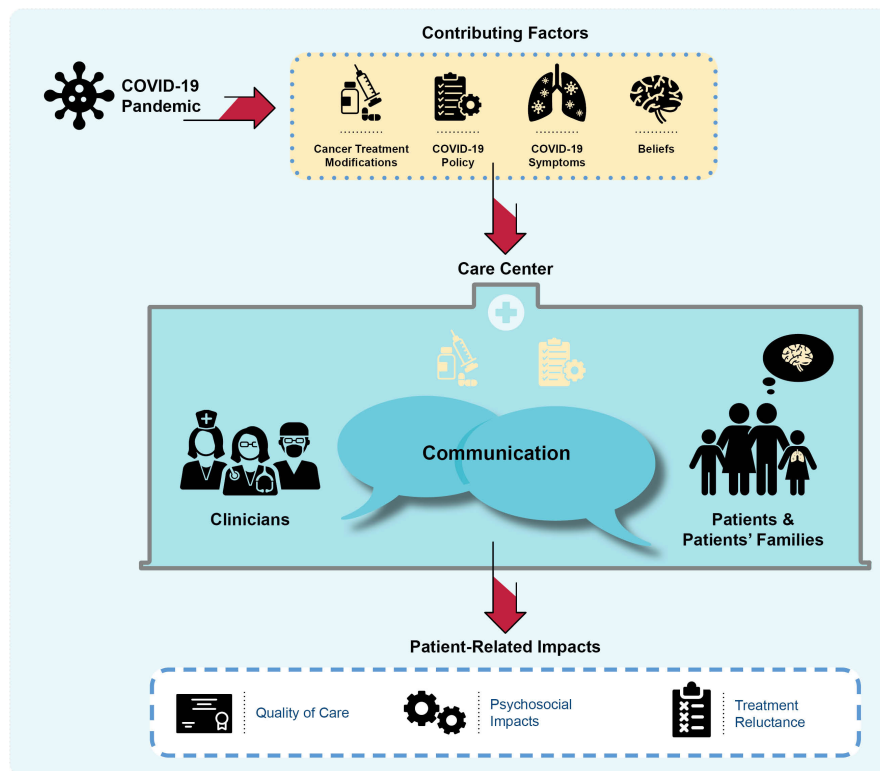 Contributing Factors
COVID-19
Pandemic
Cancer Treatment
Modifications
COVID-19
Policy
COVID-19
Symptoms
Beliefs
Care Center
Communication
Clinicians
Patients &
Patients' Families
Patient-Related Impacts
Quality of Care
Psychosocial
Impacts
Treatment
Reluctance